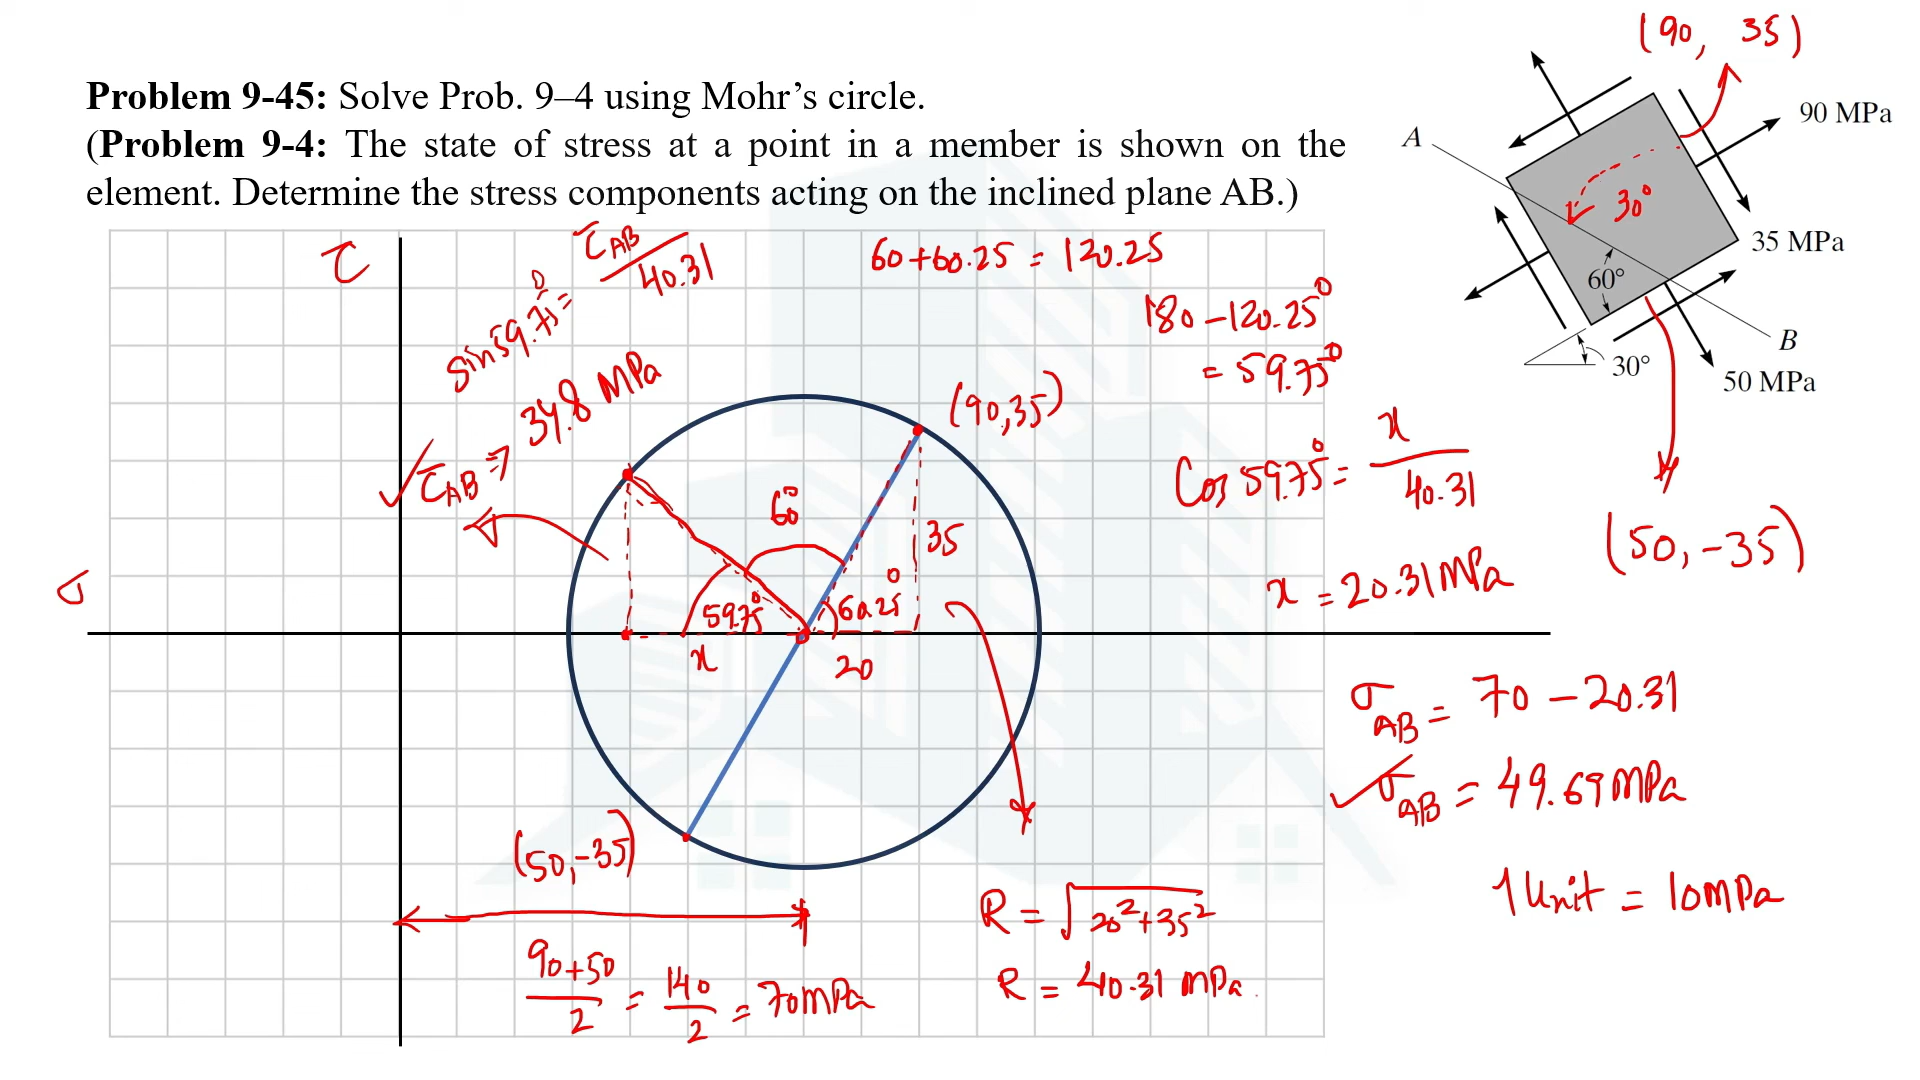 Problem 9-45: Solve Prob. 9–4 using Mohr's circle.
(Problem 9-4: The state of stress at a point in a member is shown on the
element. Determine the stress components acting on the inclined plane AB.)
(90, 35)
90 MPa
A
30°
35 MPa
60°
B
30°
50 MPa
(50, -35)
τ
σ
sin 59.75° = τAB / 40.31
τAB ⇒ 34.8 MPa
60+60.25 = 120.25
180 - 120.25°
= 59.75°
(90,35)
Cos 59.75° = x / 40.31
x = 20.31 MPa
60°
35
59.75°
60.25°
x
20
σAB = 70 - 20.31
σAB = 49.69 MPa
1 Unit = 10 MPa
(50,-35)
90+50 / 2 = 140 / 2 = 70 MPa
R = √20²+35²
R = 40.31 MPa.